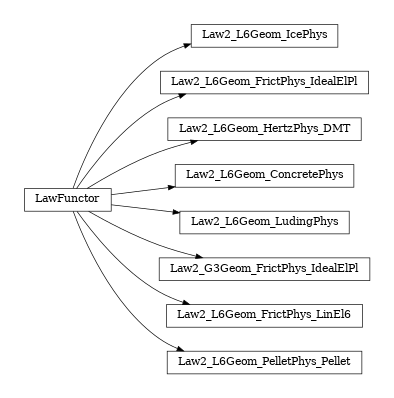 Law2_L6Geom_IcePhys
Law2_L6Geom_FrictPhys_IdealElPl
Law2_L6Geom_HertzPhys_DMT
Law2_L6Geom_ConcretePhys
LawFunctor
Law2_L6Geom_LudingPhys
Law2_G3Geom_FrictPhys_IdealElPl
Law2_L6Geom_FrictPhys_LinEl6
Law2_L6Geom_PelletPhys_Pellet